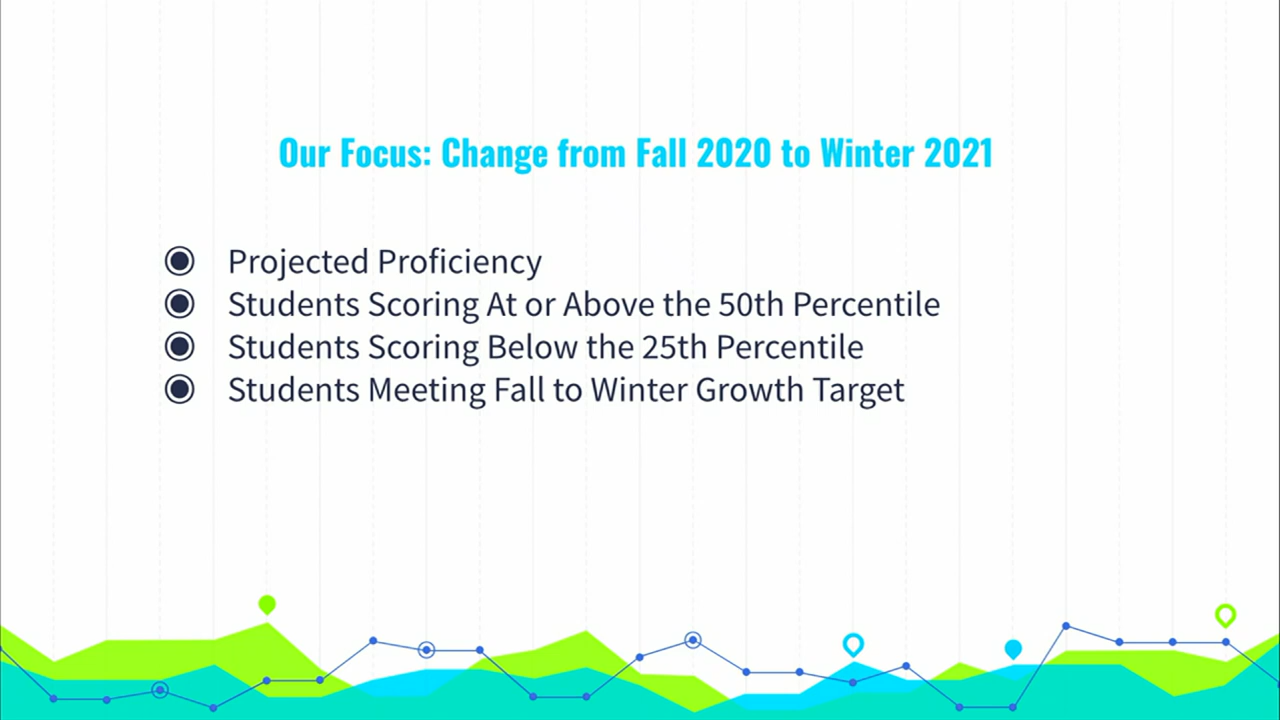 Our Focus: Change from Fall 2020 to Winter 2021
Projected Proficiency
Students Scoring At or Above the 50th Percentile
Students Scoring Below the 25th Percentile
Students Meeting Fall to Winter Growth Target